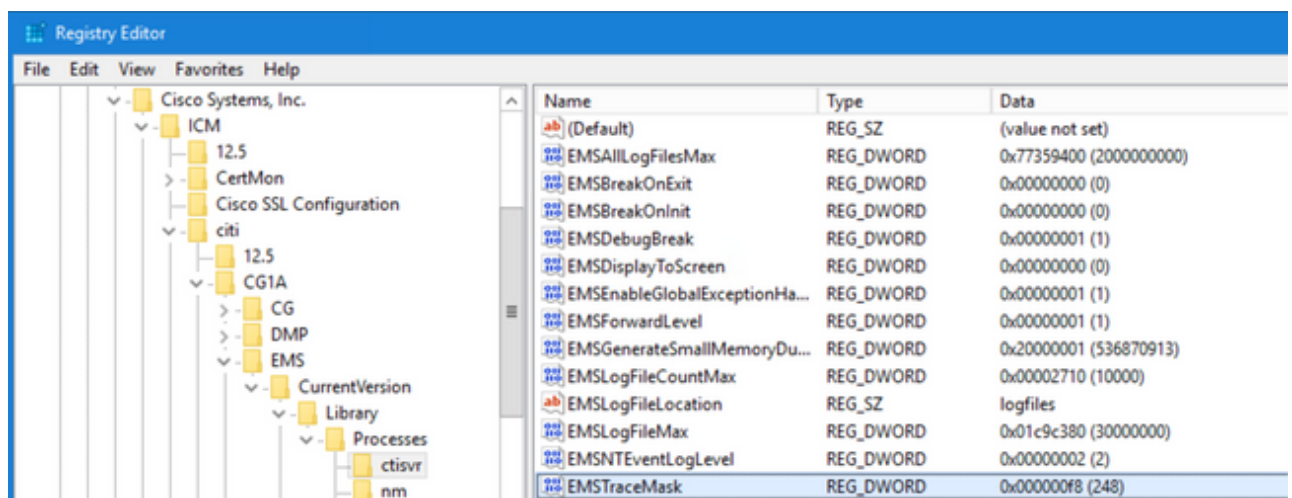 Registry Editor
File Edit View Favorites Help
Cisco Systems, Inc.
ICM
12.5
CertMon
Cisco SSL Configuration
citi
12.5
CG1A
CG
DMP
EMS
CurrentVersion
Library
Processes
ctisvr
nm
Name Type Data
ab (Default) REG_SZ (value not set)
EMSAllLogFilesMax REG_DWORD 0x77359400 (2000000000)
EMSBreakOnExit REG_DWORD 0x00000000 (0)
EMSBreakOnInit REG_DWORD 0x00000000 (0)
EMSDebugBreak REG_DWORD 0x00000001 (1)
EMSDisplayToScreen REG_DWORD 0x00000000 (0)
EMSEnableGlobalExceptionHa... REG_DWORD 0x00000001 (1)
EMSForwardLevel REG_DWORD 0x00000001 (1)
EMSGenerateSmallMemoryDu... REG_DWORD 0x20000001 (536870913)
EMSLogFileCountMax REG_DWORD 0x00002710 (10000)
ab EMSLogFileLocation REG_SZ logfiles
EMSLogFileMax REG_DWORD 0x01c9c380 (30000000)
EMSNTEventLogLevel REG_DWORD 0x00000002 (2)
EMSTraceMask REG_DWORD 0x000000f8 (248)